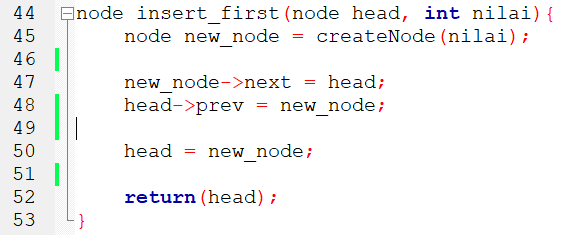 44 node insert_first(node head, int nilai){
45 node new_node = createNode(nilai);
46
47 new_node->next = head;
48 head->prev = new_node;
49
50 head = new_node;
51
52 return(head);
53 }